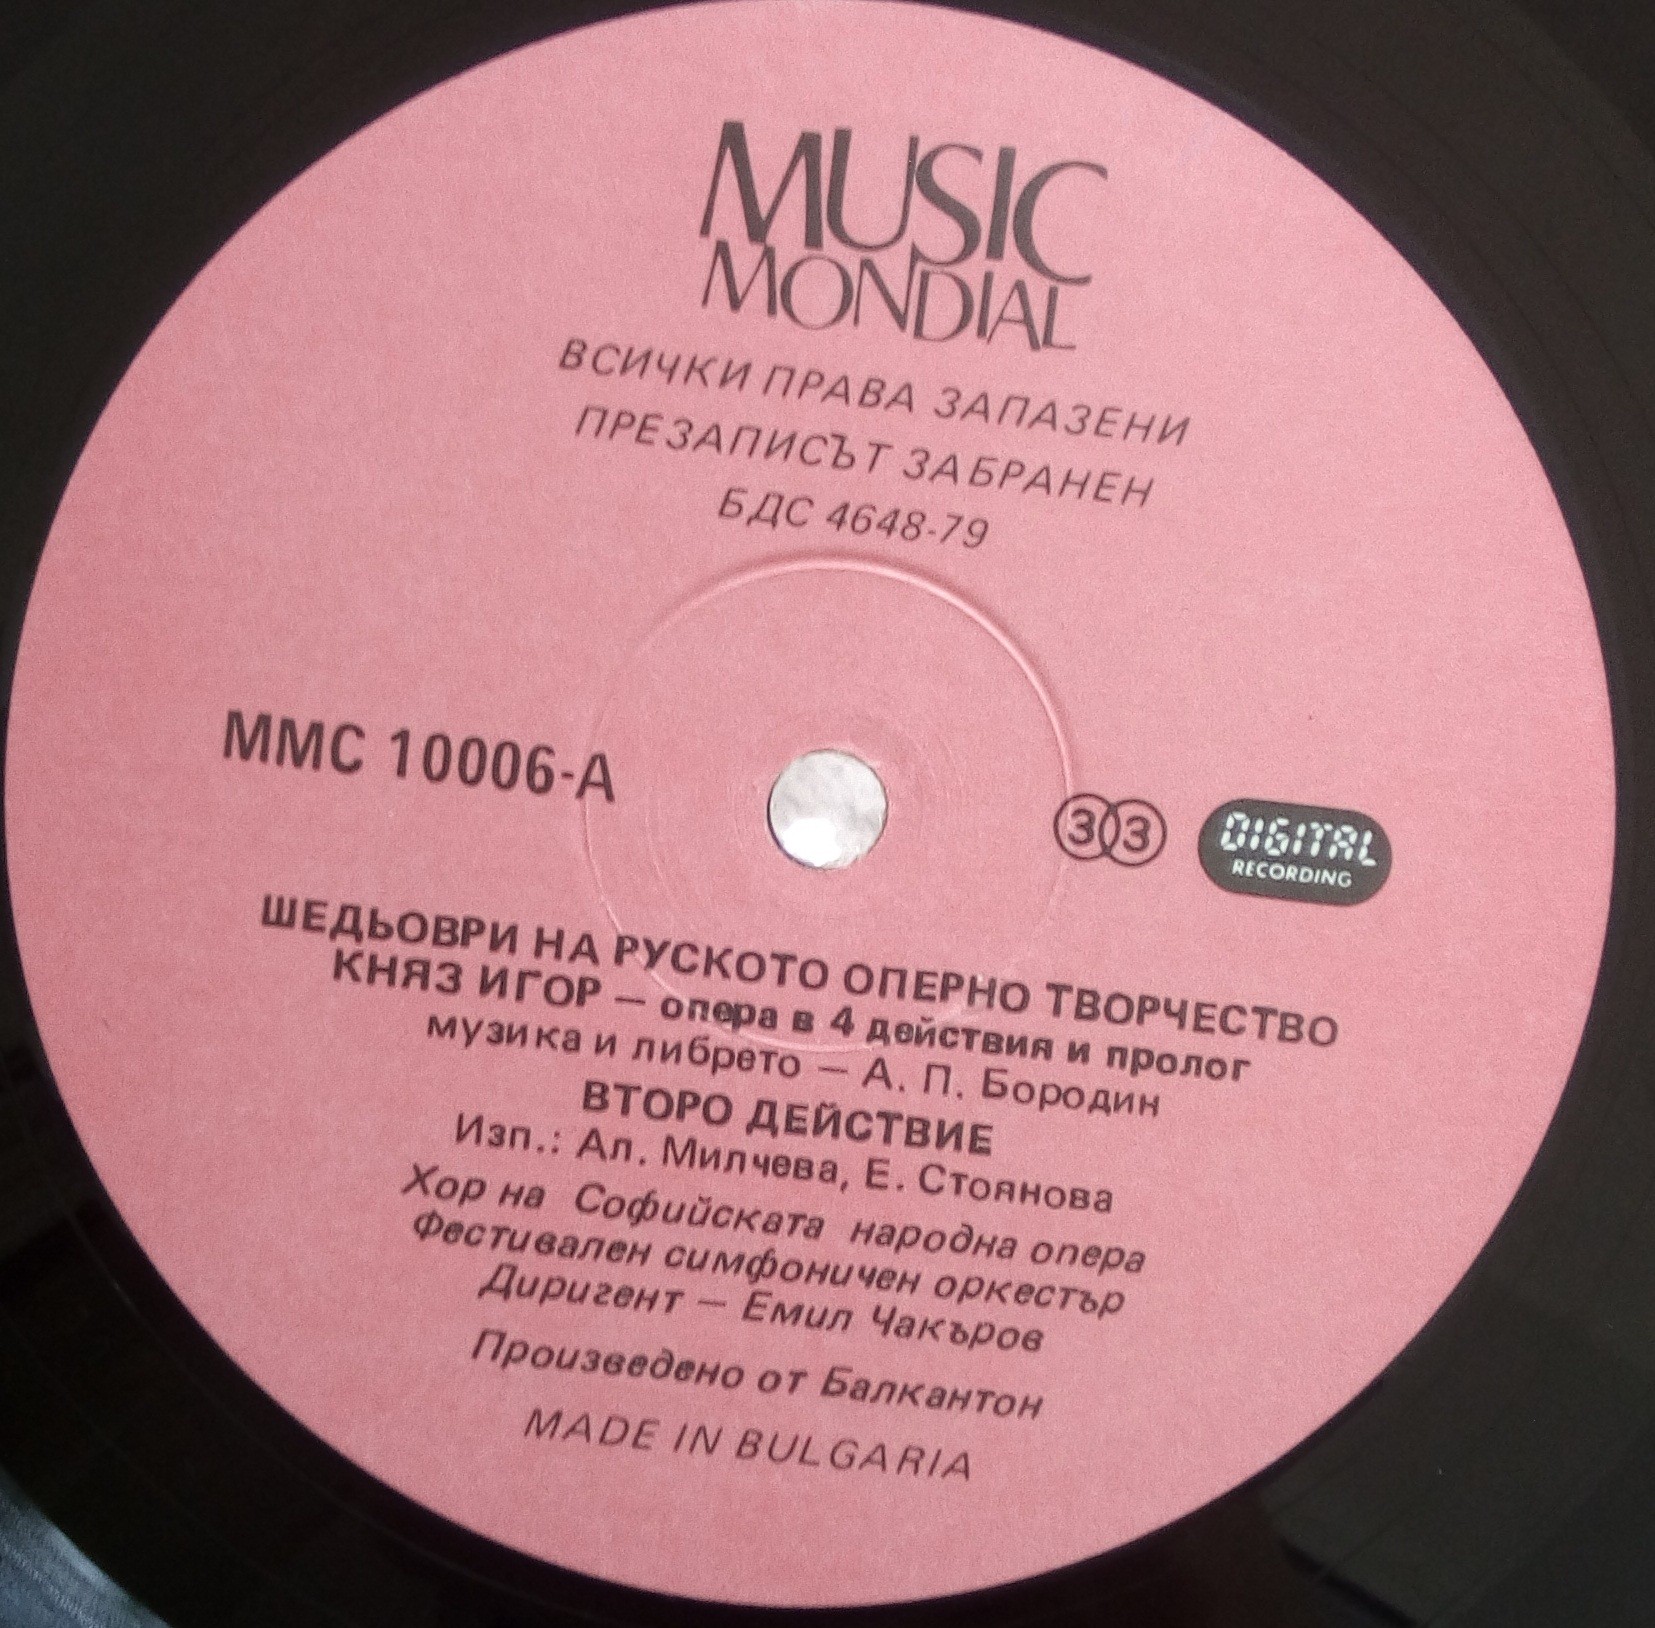 MUSIC
MONDIAL
ВСИЧКИ ПРАВА ЗАПАЗЕНИ
ПРЕЗАПИСЪТ ЗАБРАНЕН
БДС 4648-79
ММС 10006-А
33
DIGITAL
RECORDING
ШЕДЬОВРИ НА РУСКОТО ОПЕРНО ТВОРЧЕСТВО
КНЯЗ ИГОР — опера в 4 действия и пролог
музика и либрето — А. П. Бородин
ВТОРО ДЕЙСТВИЕ
Изп.: Ал. Милчева, Е. Стоянова
Хор на Софийската народна опера
Фестивален симфоничен оркестър
Диригент — Емил Чакъров
Произведено от Балкантон
MADE IN BULGARIA